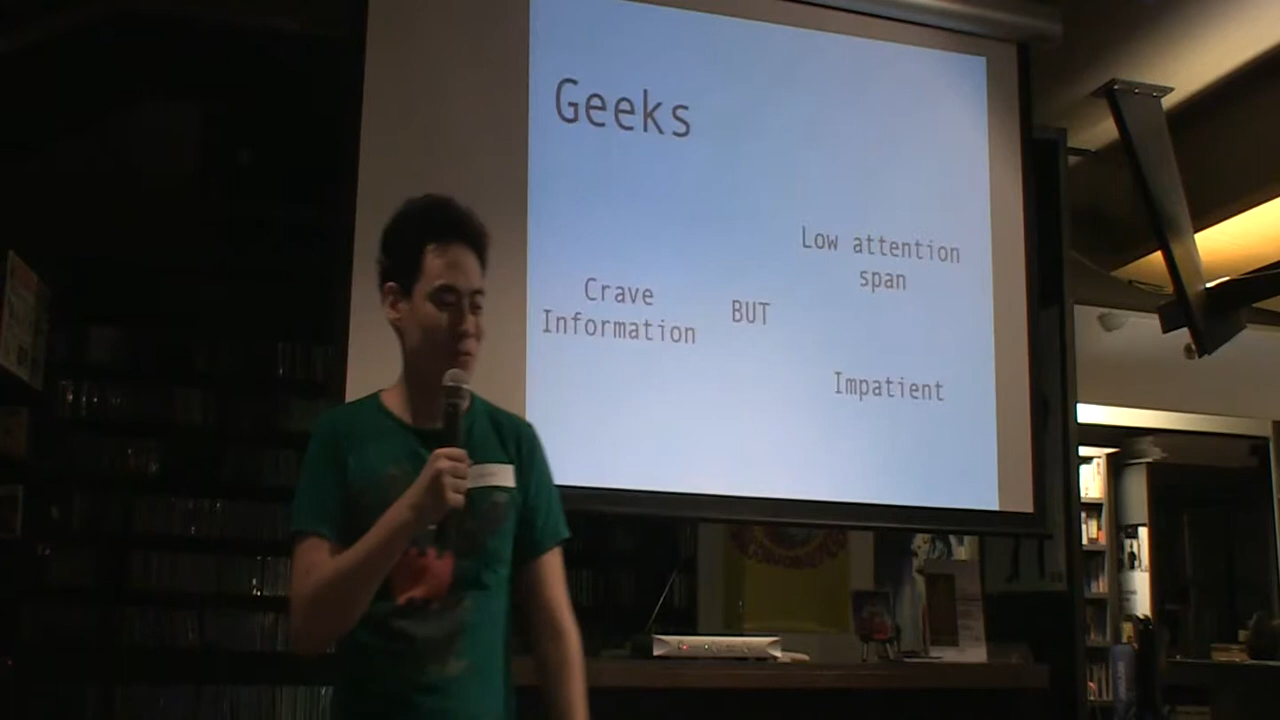 Geeks
Low attention
span
Crave
Information
BUT
Impatient